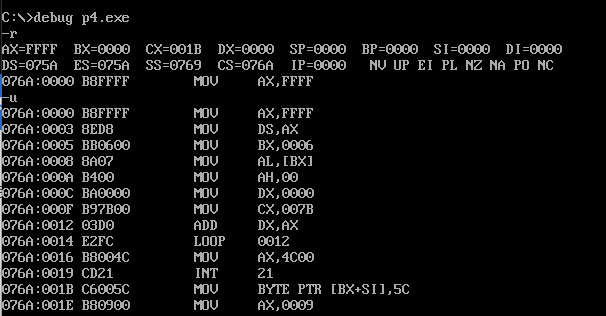 C:\>debug p4.exe
-r
AX=FFFF BX=0000 CX=001B DX=0000 SP=0000 BP=0000 SI=0000 DI=0000
DS=075A ES=075A SS=0769 CS=076A IP=0000 NV UP EI PL NZ NA PO NC
076A:0000 B8FFFF MOV AX,FFFF
-u
076A:0000 B8FFFF MOV AX,FFFF
076A:0003 8ED8 MOV DS,AX
076A:0005 BB0600 MOV BX,0006
076A:0008 8A07 MOV AL,[BX]
076A:000A B400 MOV AH,00
076A:000C BA0000 MOV DX,0000
076A:000F B97B00 MOV CX,007B
076A:0012 03D0 ADD DX,AX
076A:0014 E2FC LOOP 0012
076A:0016 B8004C MOV AX,4C00
076A:0019 CD21 INT 21
076A:001B C6005C MOV BYTE PTR [BX+SI],5C
076A:001E B80900 MOV AX,0009